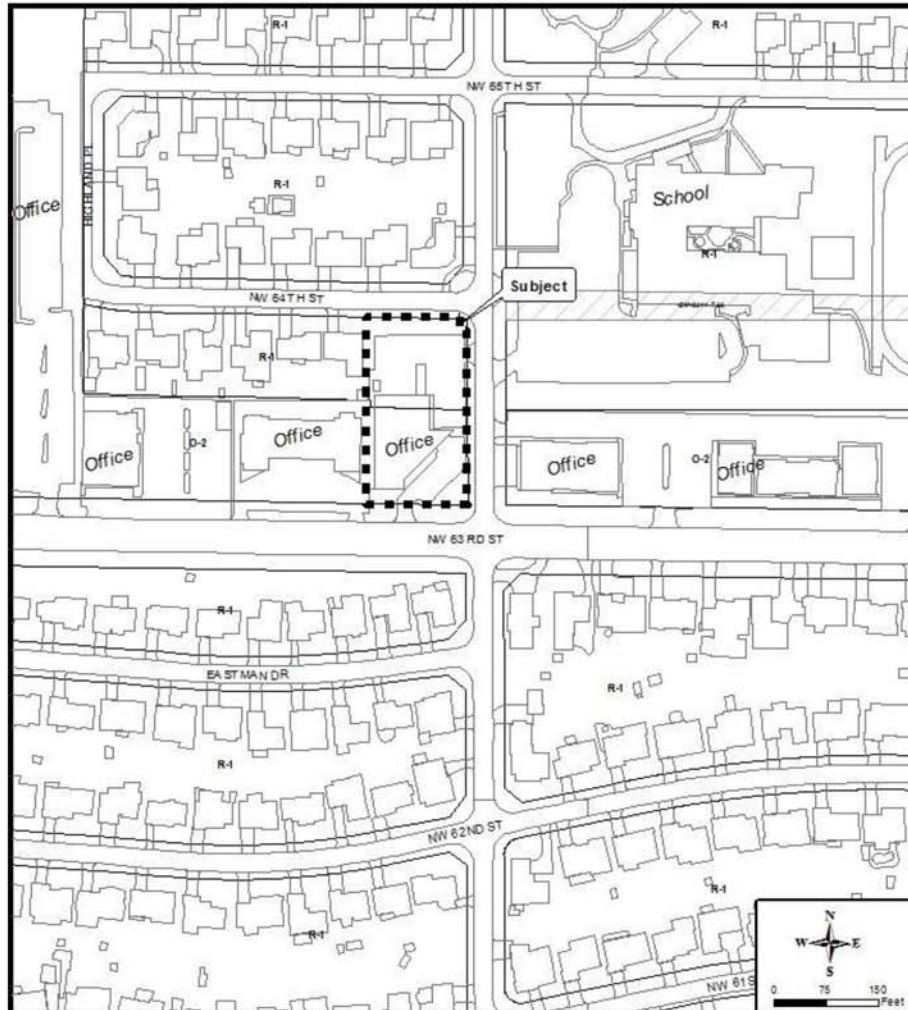 R-1
R-1
NW 65TH ST
HIGHLAND PL
Office
R-1
School
R-1
NW 64TH ST
Subject
R-1
Office
O-2
Office
Office
Office
O-2
Office
NW 63RD ST
R-1
EASTMAN DR
R-1
R-1
NW 62ND ST
R-1
R-1
NW 61S
N
W E
S
0 75 150
Feet